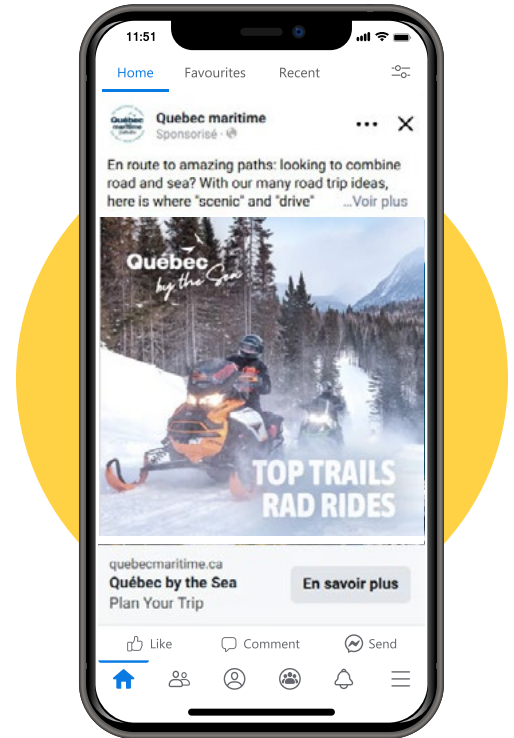 11:51
Home Favourites Recent
Québec
maritime
Quebec maritime
Sponsorisé ·
En route to amazing paths: looking to combine
road and sea? With our many road trip ideas,
here is where "scenic" and "drive" ...Voir plus
Québec
by the Sea
TOP TRAILS
RAD RIDES
quebecmaritime.ca
Québec by the Sea
Plan Your Trip
En savoir plus
Like Comment Send